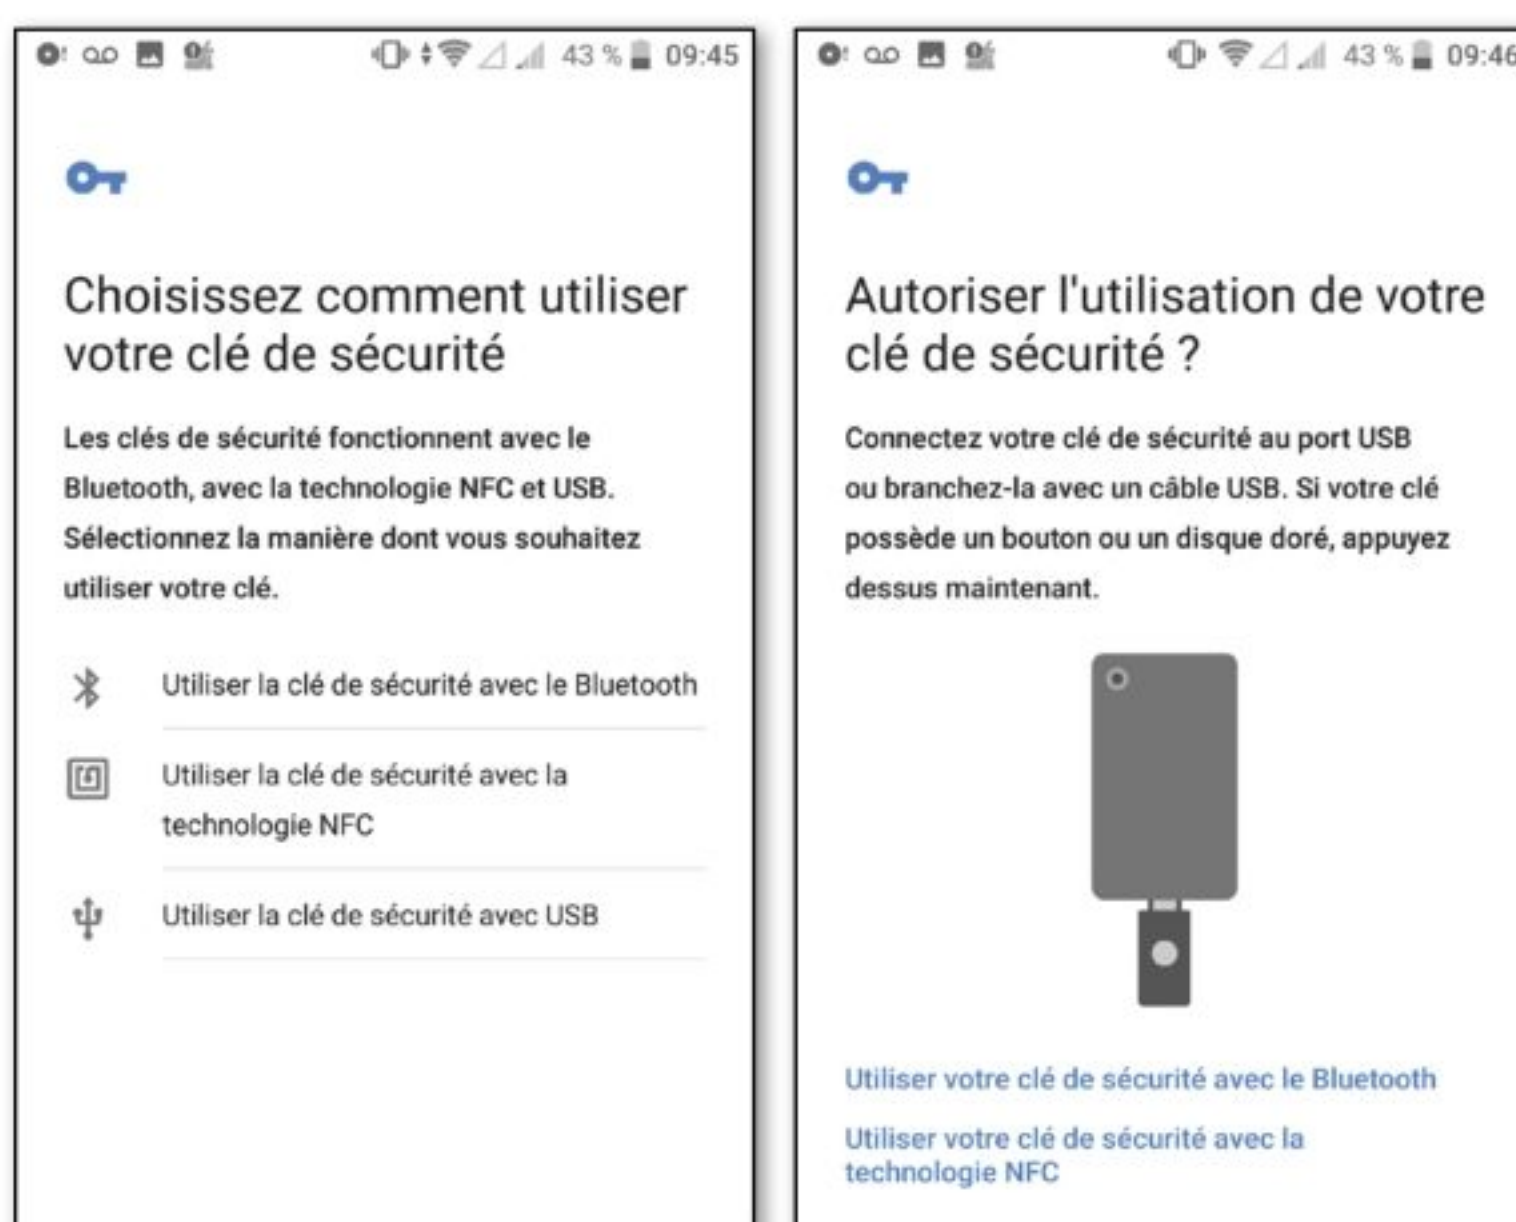 43 % 09:45
Choisissez comment utiliser
votre clé de sécurité
Les clés de sécurité fonctionnent avec le
Bluetooth, avec la technologie NFC et USB.
Sélectionnez la manière dont vous souhaitez
utiliser votre clé.
Utiliser la clé de sécurité avec le Bluetooth
Utiliser la clé de sécurité avec la
technologie NFC
Utiliser la clé de sécurité avec USB
43 % 09:46
Autoriser l'utilisation de votre
clé de sécurité ?
Connectez votre clé de sécurité au port USB
ou branchez-la avec un câble USB. Si votre clé
possède un bouton ou un disque doré, appuyez
dessus maintenant.
Utiliser votre clé de sécurité avec le Bluetooth
Utiliser votre clé de sécurité avec la
technologie NFC